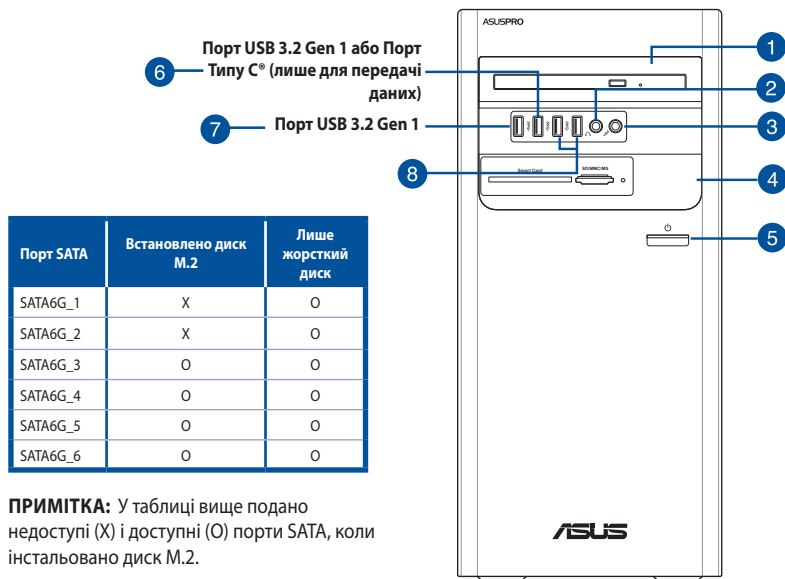 ASUSPRO
1
Порт USB 3.2 Gen 1 або Порт
Типу C® (лише для передачі
даних)
6
2
7
Порт USB 3.2 Gen 1
3
8
Smart Card
SD/MMC/MS
4
5
Порт SATA
Встановлено диск
M.2
Лише
жорсткий
диск
SATA6G_1 X O
SATA6G_2 X O
SATA6G_3 O O
SATA6G_4 O O
SATA6G_5 O O
SATA6G_6 O O
ПРИМІТКА: У таблиці вище подано
недоступі (X) і доступні (O) порти SATA, коли
інстальовано диск M.2.
ASUS